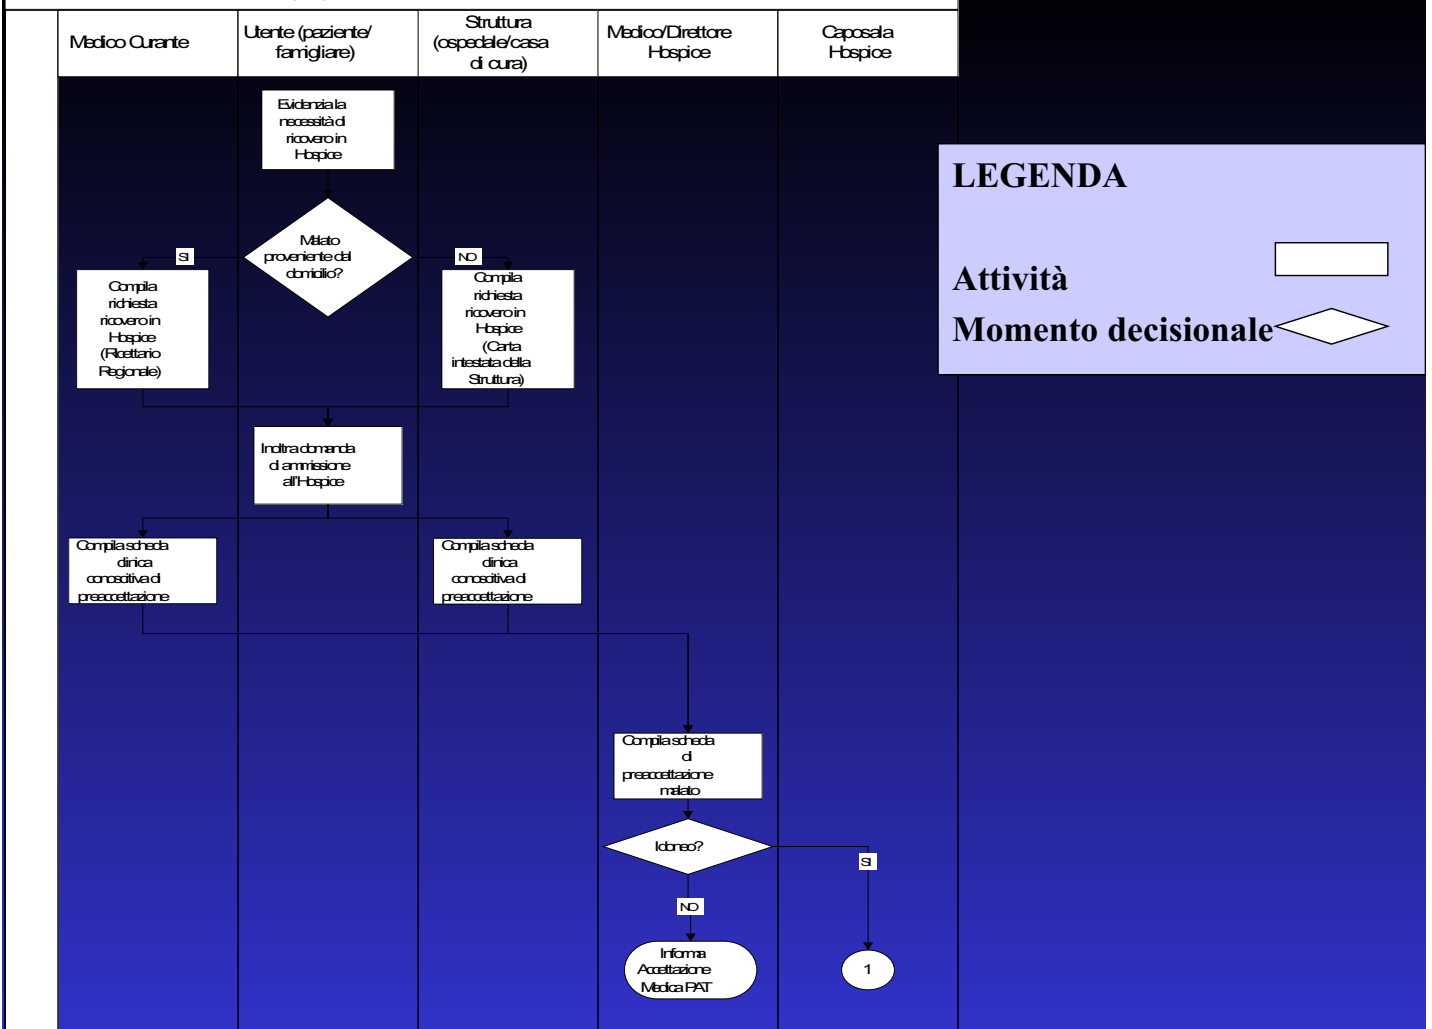 Medico Curante
Utente (paziente/
famigliare)
Struttura
(ospedale/casa
di cura)
Medico/Direttore
Hospice
Caposala
Hospice
Evidenzia la
necessità di
ricovero in
Hospice
Malato
proveniente dal
domicilio?
SI
NO
Compila
richiesta
ricovero in
Hospice
(Ricettario
Regionale)
Compila
richiesta
ricovero in
Hospice
(Carta
intestata della
Struttura)
Inoltra domanda
di ammissione
all'Hospice
Compila scheda
clinica
conoscitiva di
preaccettazione
Compila scheda
clinica
conoscitiva di
preaccettazione
Compila scheda
di
preaccettazione
malato
Idoneo?
SI
NO
Informa
Accettazione
Medica PAT
1
LEGENDA
Attività
Momento decisionale